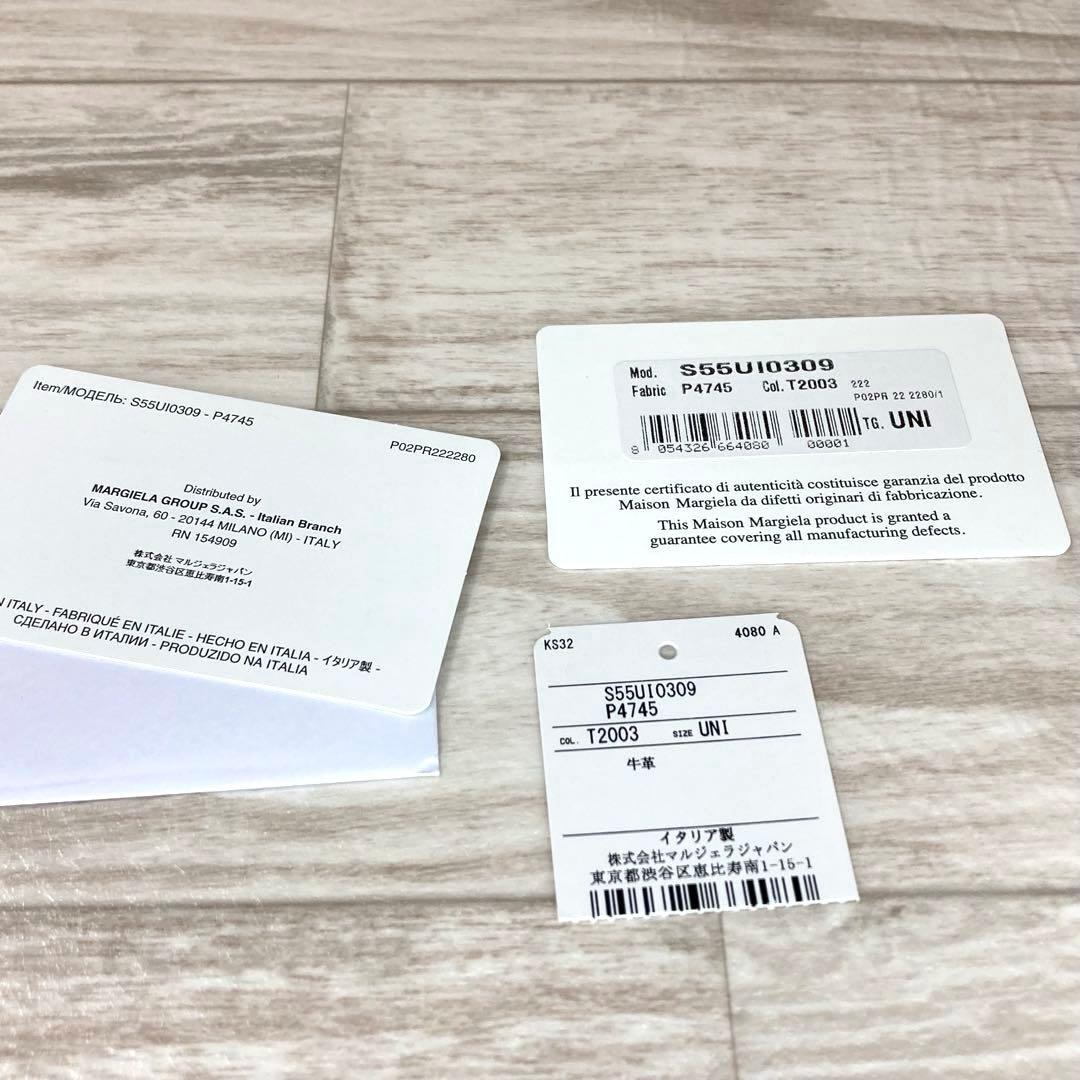 Item/МОДЕЛЬ: S55UI0309 - P4745
P02PR222280
Distributed by
MARGIELA GROUP S.A.S. - Italian Branch
Via Savona, 60 - 20144 MILANO (MI) - ITALY
RN 154909
株式会社 マルジェラジャパン
東京都渋谷区恵比寿南1-15-1
N ITALY - FABRIQUÉ EN ITALIE - HECHO EN ITALIA - イタリア製 -
СДЕЛАНО В ИТАЛИИ - PRODUZIDO NA ITALIA
Mod. S55UI0309
Fabric P4745 Col. T2003 222
P02PR 22 2280/1
TG. UNI
8 054326 664080 00001
Il presente certificato di autenticità costituisce garanzia del prodotto
Maison Margiela da difetti originari di fabbricazione.
This Maison Margiela product is granted a
guarantee covering all manufacturing defects.
KS32 4080 A
S55UI0309
P4745
COL. T2003 SIZE UNI
牛革
イタリア製
株式会社マルジェラジャパン
東京都渋谷区恵比寿南1-15-1